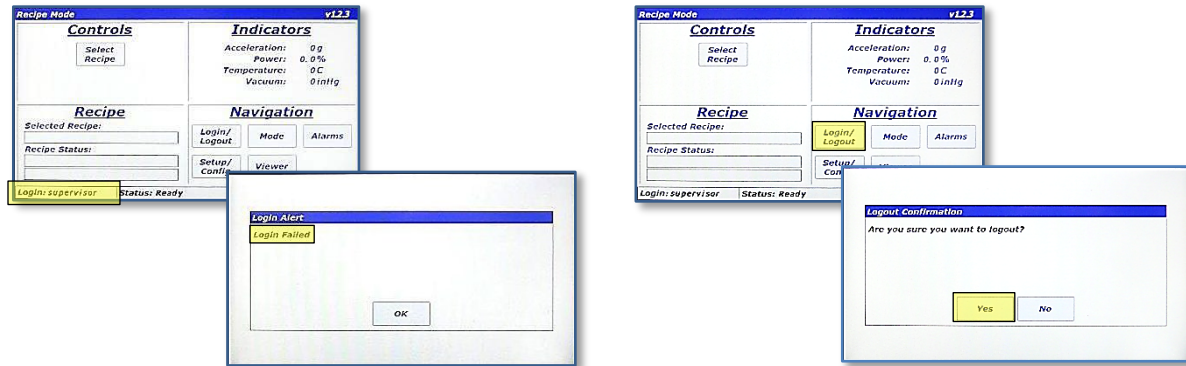 Recipe Mode v1.2.3
Controls
Select
Recipe
Indicators
Acceleration: 0 g
Power: 0.0%
Temperature: 0 C
Vacuum: 0 inHg
Recipe
Selected Recipe:
Recipe Status:
Navigation
Login/
Logout
Mode
Alarms
Setup/
Config
Viewer
Login: supervisor
Status: Ready
Login Alert
Login Failed
OK
Recipe Mode v1.2.3
Controls
Select
Recipe
Indicators
Acceleration: 0 g
Power: 0.0%
Temperature: 0 C
Vacuum: 0 inHg
Recipe
Selected Recipe:
Recipe Status:
Navigation
Login/
Logout
Mode
Alarms
Setup/
Login: supervisor
Status: Ready
Logout Confirmation
Are you sure you want to logout?
Yes
No